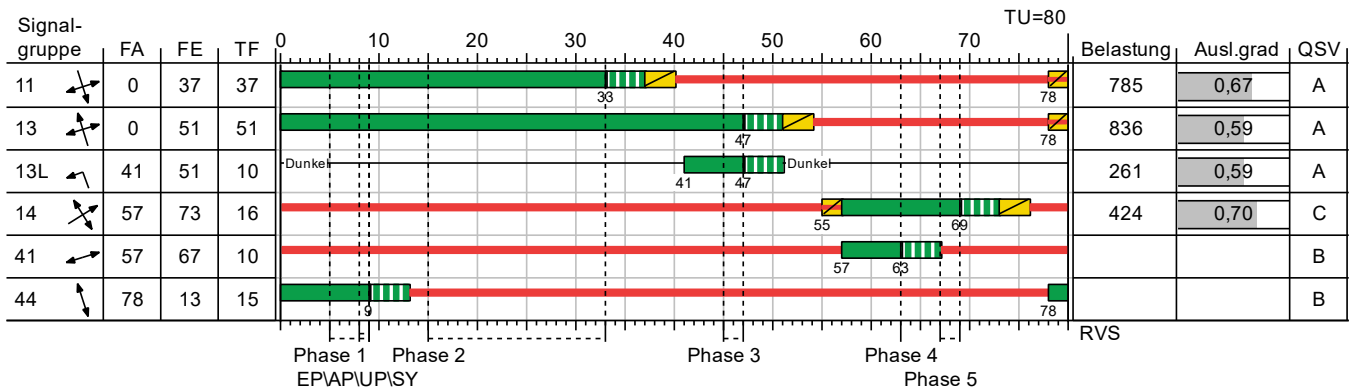 TU=80
Signal-
gruppe FA FE TF 0 10 20 30 40 50 60 70 Belastung Ausl.grad QSV
11 0 37 37 33 78 785 0,67 A
13 0 51 51 47 78 836 0,59 A
13L 41 51 10 Dunkel 41 47 Dunkel 261 0,59 A
14 57 73 16 55 69 424 0,70 C
41 57 67 10 57 63 B
44 78 13 15 9 78 B
RVS
Phase 1 Phase 2 Phase 3 Phase 4
EP\AP\UP\SY Phase 5